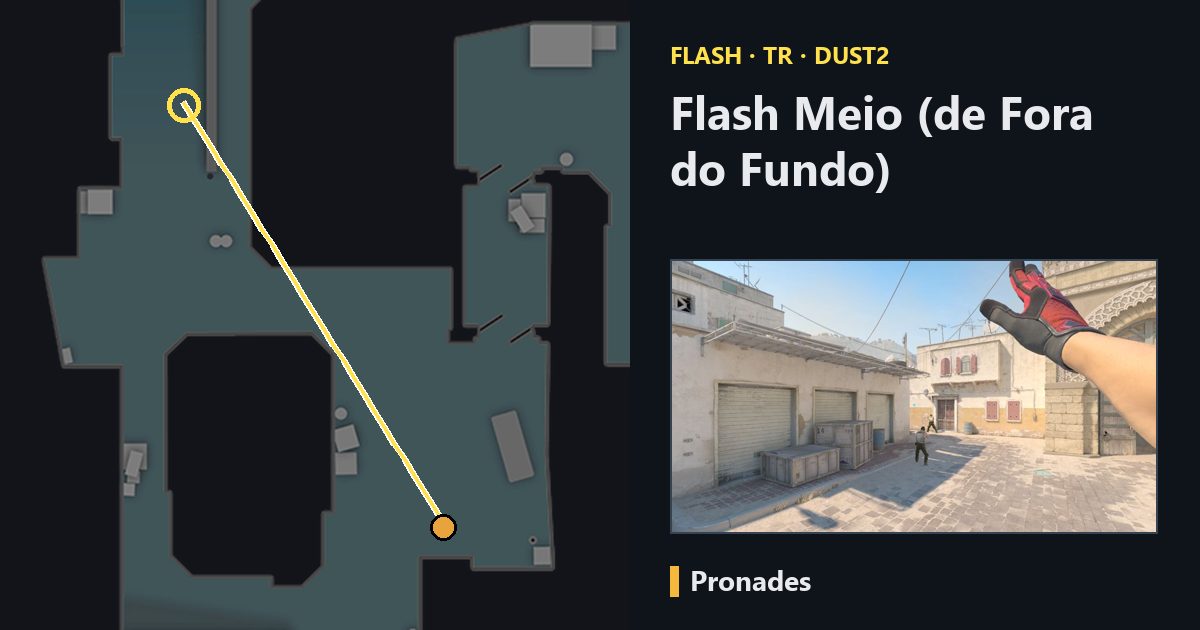 FLASH · TR · DUST2
Flash Meio (de Fora
do Fundo)
Pronades